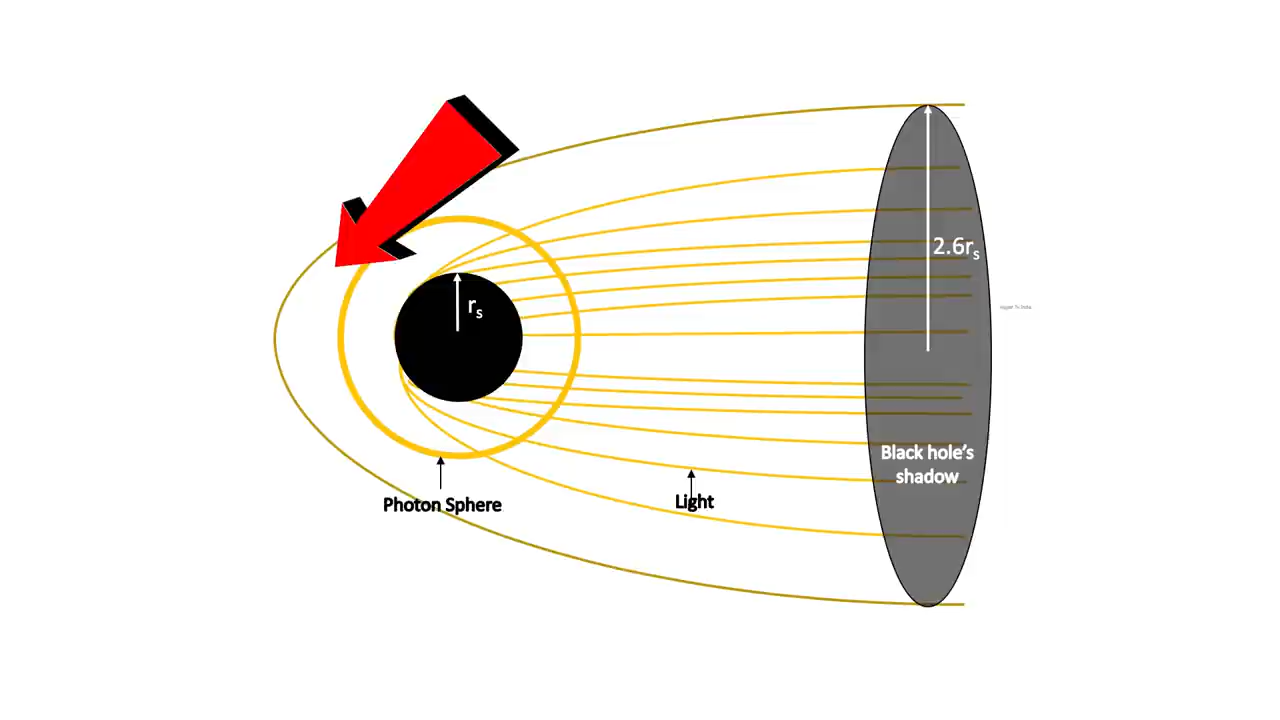 rs
2.6rs
Black hole's
shadow
Photon Sphere
Light